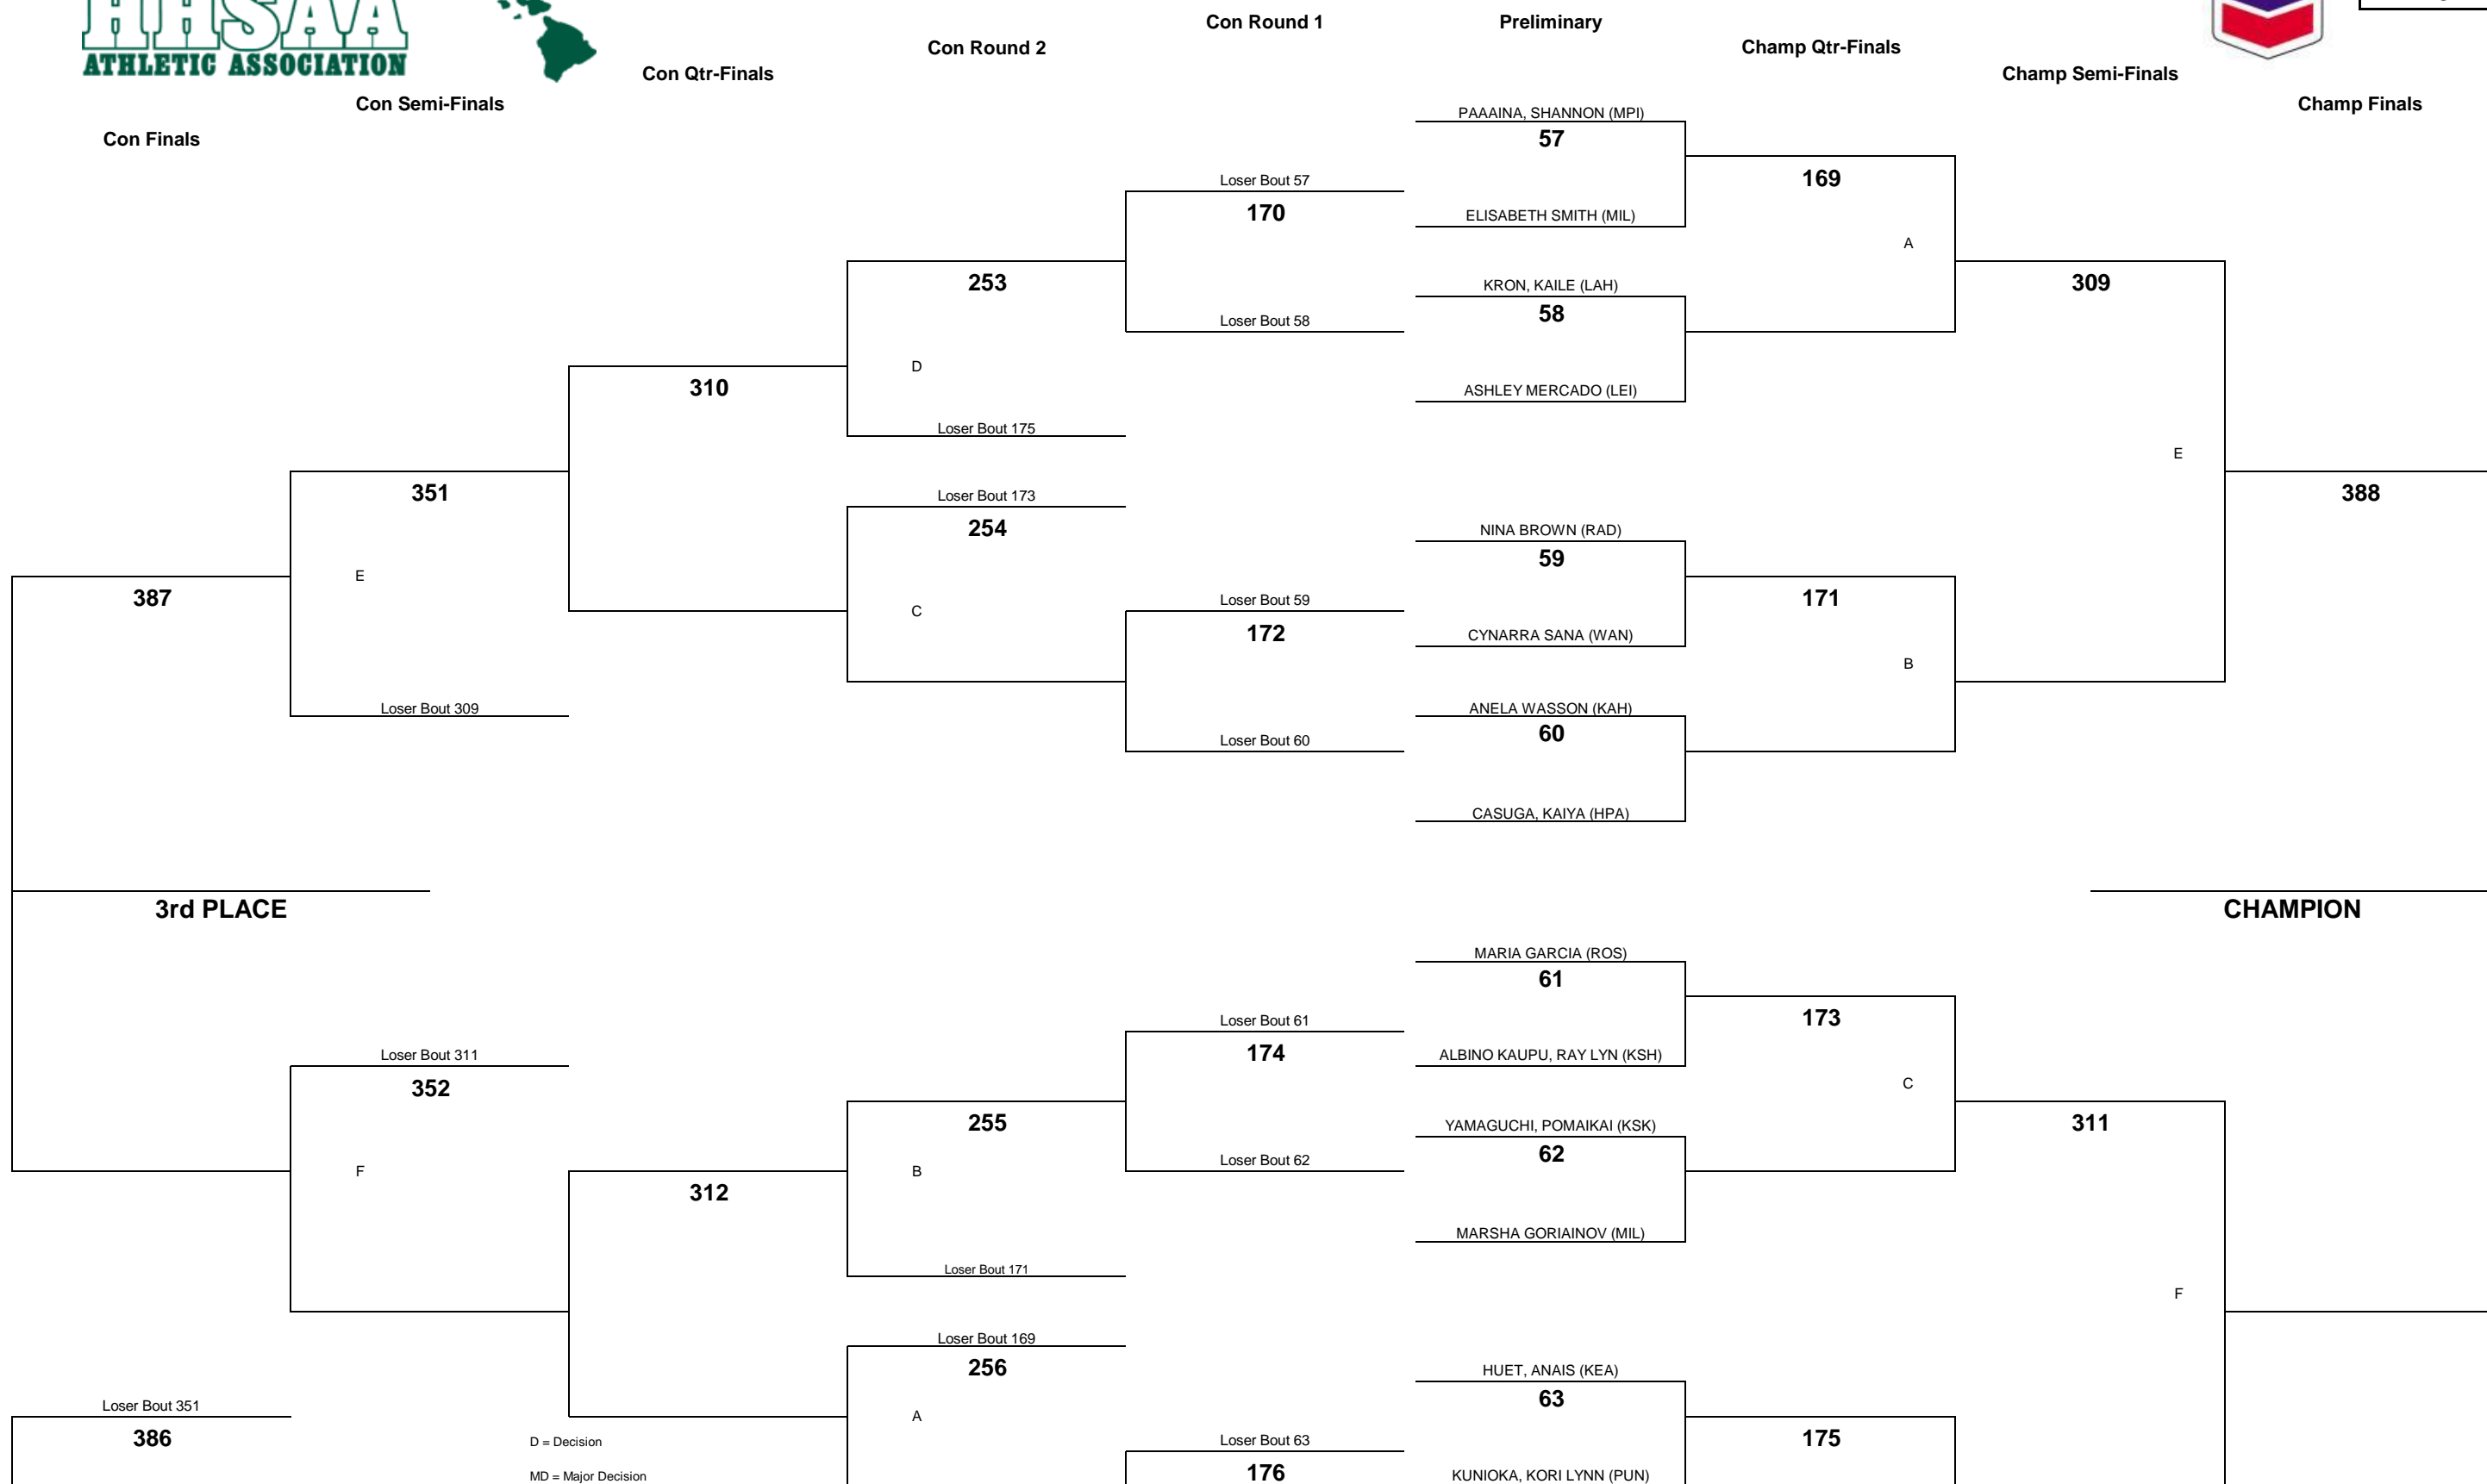 HHSAA
ATHLETIC ASSOCIATION
Con Round 1
Preliminary
Con Round 2
Champ Qtr-Finals
Con Qtr-Finals
Champ Semi-Finals
Con Semi-Finals
Champ Finals
Con Finals
PAAAINA, SHANNON (MPI)
57
Loser Bout 57
169
170
ELISABETH SMITH (MIL)
A
253
KRON, KAILE (LAH)
309
58
Loser Bout 58
D
310
ASHLEY MERCADO (LEI)
Loser Bout 175
E
351
Loser Bout 173
388
254
NINA BROWN (RAD)
59
E
387
Loser Bout 59
171
C
172
CYNARRA SANA (WAN)
B
Loser Bout 309
ANELA WASSON (KAH)
60
Loser Bout 60
CASUGA, KAIYA (HPA)
3rd PLACE
CHAMPION
MARIA GARCIA (ROS)
61
Loser Bout 61
173
Loser Bout 311
174
ALBINO KAUPU, RAY LYN (KSH)
352
C
255
YAMAGUCHI, POMAIKAI (KSK)
311
62
Loser Bout 62
F
B
312
MARSHA GORIAINOV (MIL)
Loser Bout 171
F
Loser Bout 169
256
HUET, ANAIS (KEA)
63
Loser Bout 351
A
386
D = Decision
Loser Bout 63
175
MD = Major Decision
176
KUNIOKA, KORI LYNN (PUN)